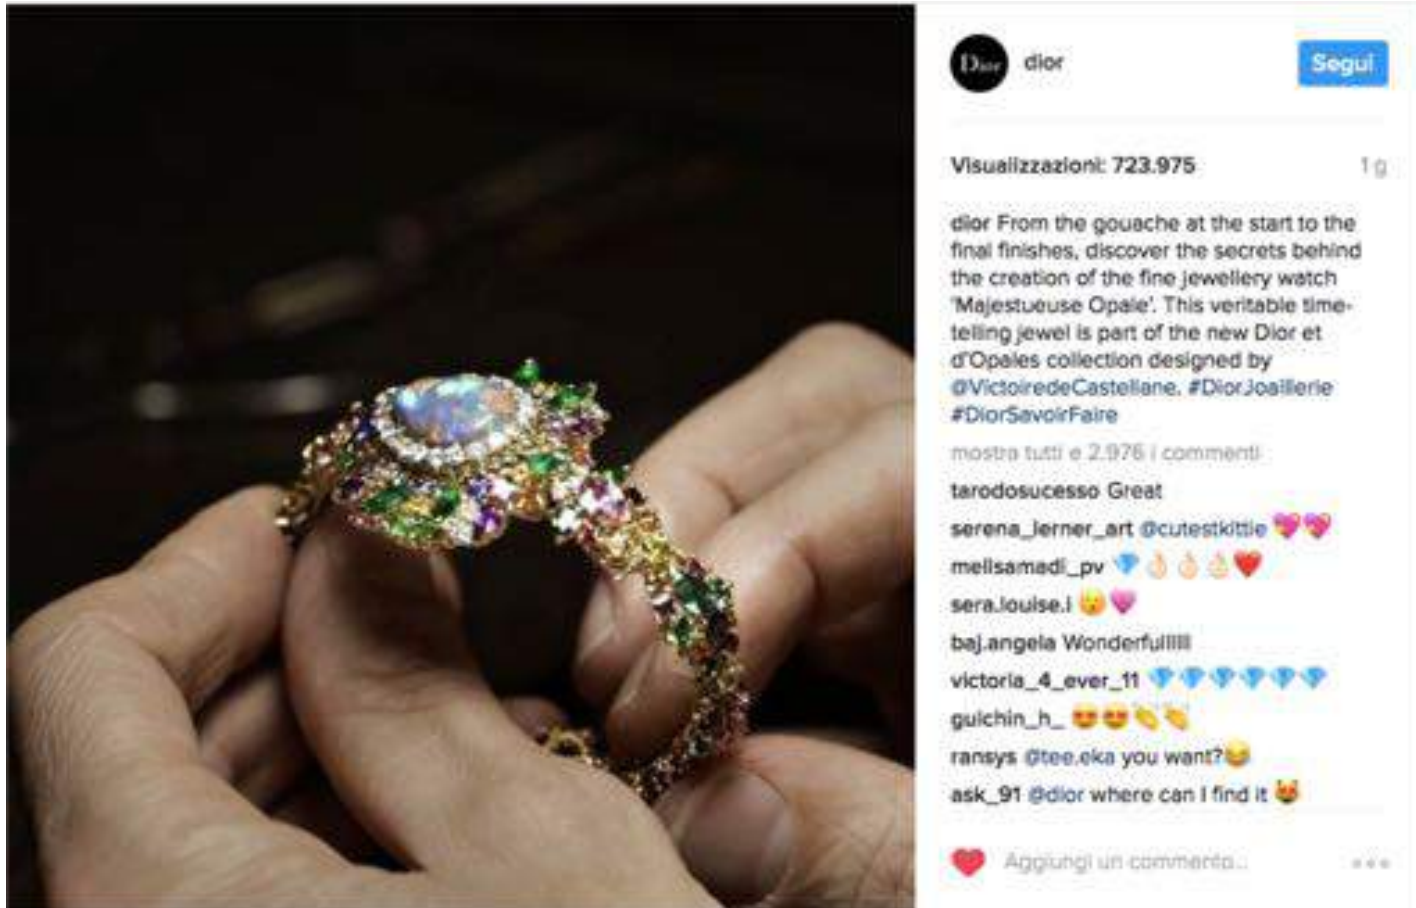 Dior
dior
Segui
Visualizzazioni: 723.975
1 g
dior From the gouache at the start to the
final finishes, discover the secrets behind
the creation of the fine jewellery watch
'Majestueuse Opale'. This veritable time-
telling jewel is part of the new Dior et
d'Opales collection designed by
@VictoiredeCastellane. #DiorJoaillerie
#DiorSavoirFaire
mostra tutti e 2.976 i commenti
tarodosucesso Great
serena_lerner_art @cutestkittie 💖💖
melisamadi_pv 💎👌🏻👌🏻👌🏻❤️
sera.louise.l 😮💗
baj.angela Wonderfullllll
victoria_4_ever_11 💎💎💎💎💎💎
gulchin_h_ 😍😍👏👏
ransys @tee.eka you want?😂
ask_91 @dior where can I find it 😻
Aggiungi un commento...